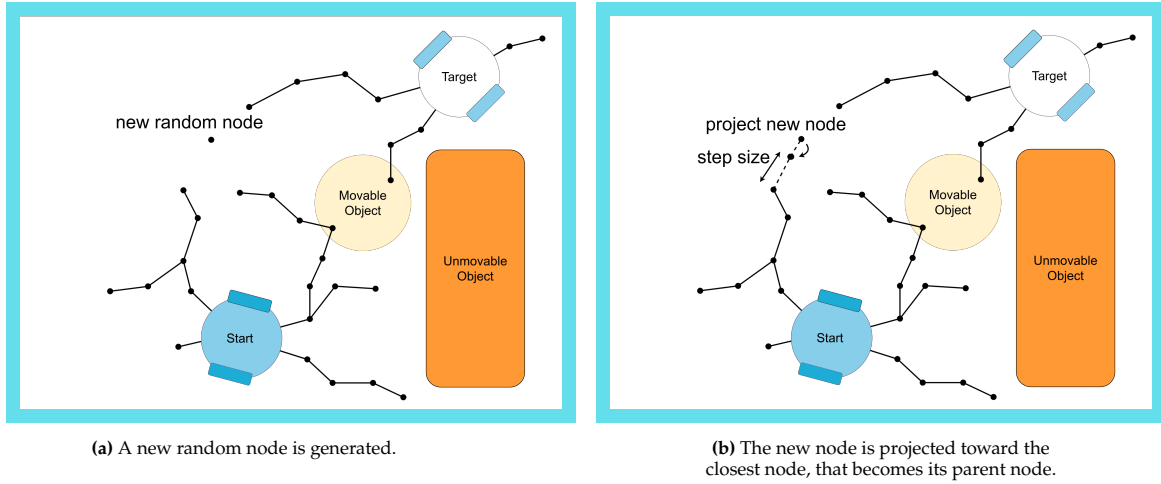 Target
new random node
Movable
Object
Unmovable
Object
Start
(a) A new random node is generated.
Target
project new node
step size
Movable
Object
Unmovable
Object
Start
(b) The new node is projected toward the
closest node, that becomes its parent node.